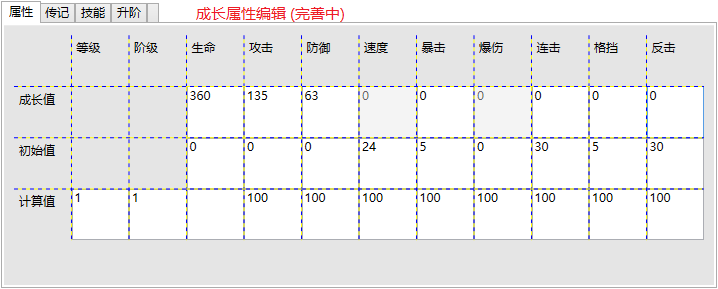 属性 传记 技能 升阶 成长属性编辑 (完善中)
等级 阶级 生命 攻击 防御 速度 暴击 爆伤 连击 格挡 反击
成长值 360 135 63 0 0 0 0 0 0
初始值 0 0 0 24 5 0 30 5 30
计算值 1 1 100 100 100 100 100 100 100 100